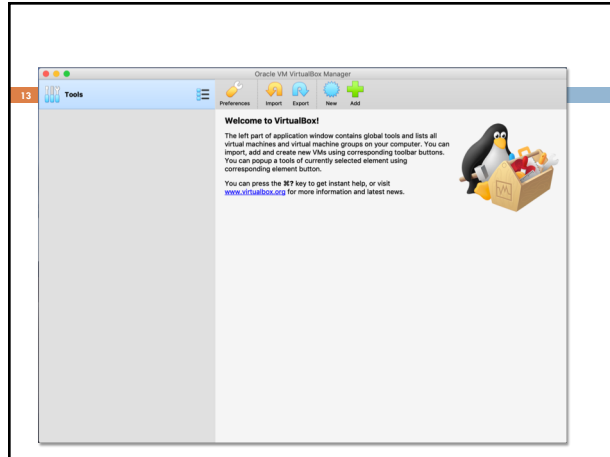 Oracle VM VirtualBox Manager
13
Tools
Preferences Import Export New Add
Welcome to VirtualBox!
The left part of application window contains global tools and lists all
virtual machines and virtual machine groups on your computer. You can
import, add and create new VMs using corresponding toolbar buttons.
You can popup a tools of currently selected element using
corresponding element button.
You can press the ⌘? key to get instant help, or visit
www.virtualbox.org for more information and latest news.